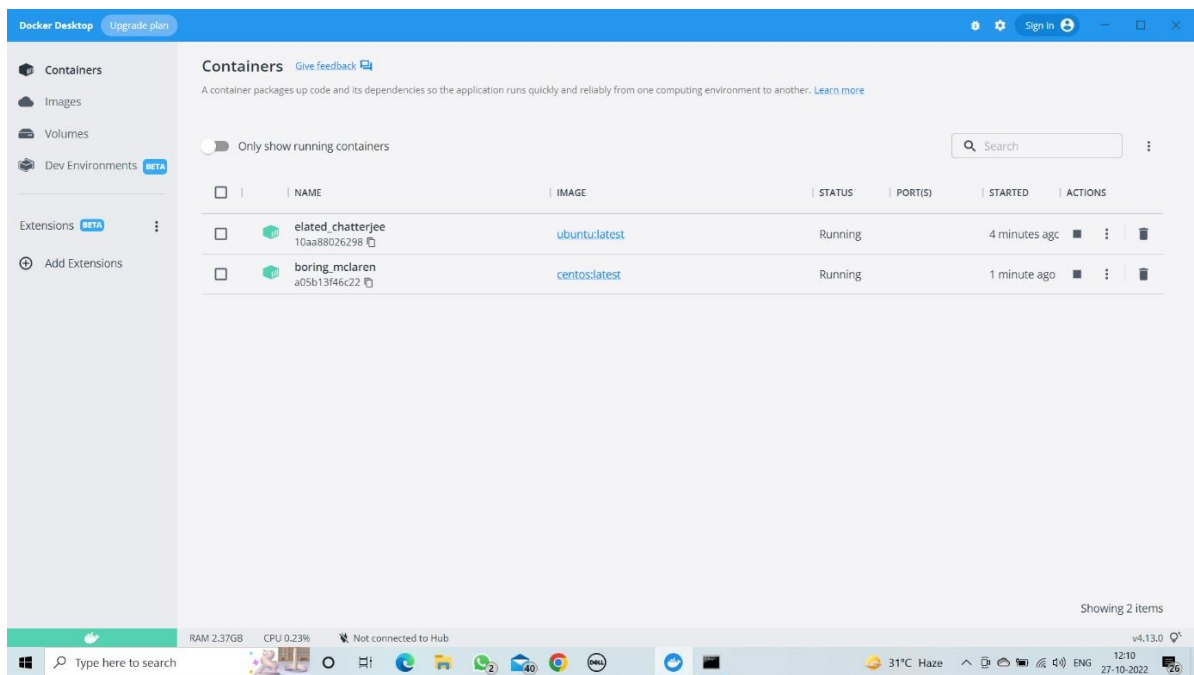 Docker Desktop Upgrade plan Sign in
Containers
Images
Volumes
Dev Environments BETA
Extensions BETA
Add Extensions
Containers Give feedback
A container packages up code and its dependencies so the application runs quickly and reliably from one computing environment to another. Learn more
Only show running containers Search
NAME IMAGE STATUS PORT(S) STARTED ACTIONS
elated_chatterjee ubuntu:latest Running 4 minutes agc
10aa88026298
boring_mclaren centos:latest Running 1 minute ago
a05b13f46c22
Showing 2 items
RAM 2.37GB CPU 0.23% Not connected to Hub v4.13.0
Type here to search 2 40 DELL 31°C Haze ENG 12:10
27-10-2022 26